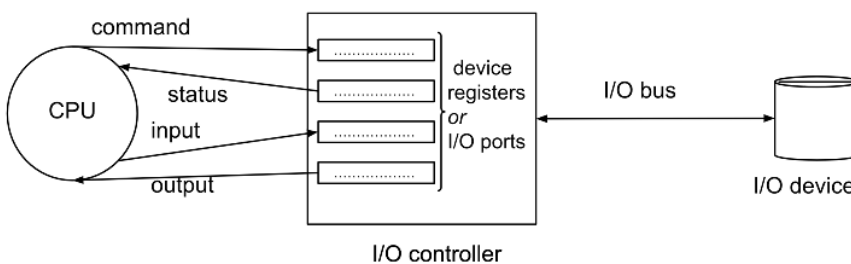 command
CPU
status
input
output
device
registers
or
I/O ports
I/O bus
I/O device
I/O controller